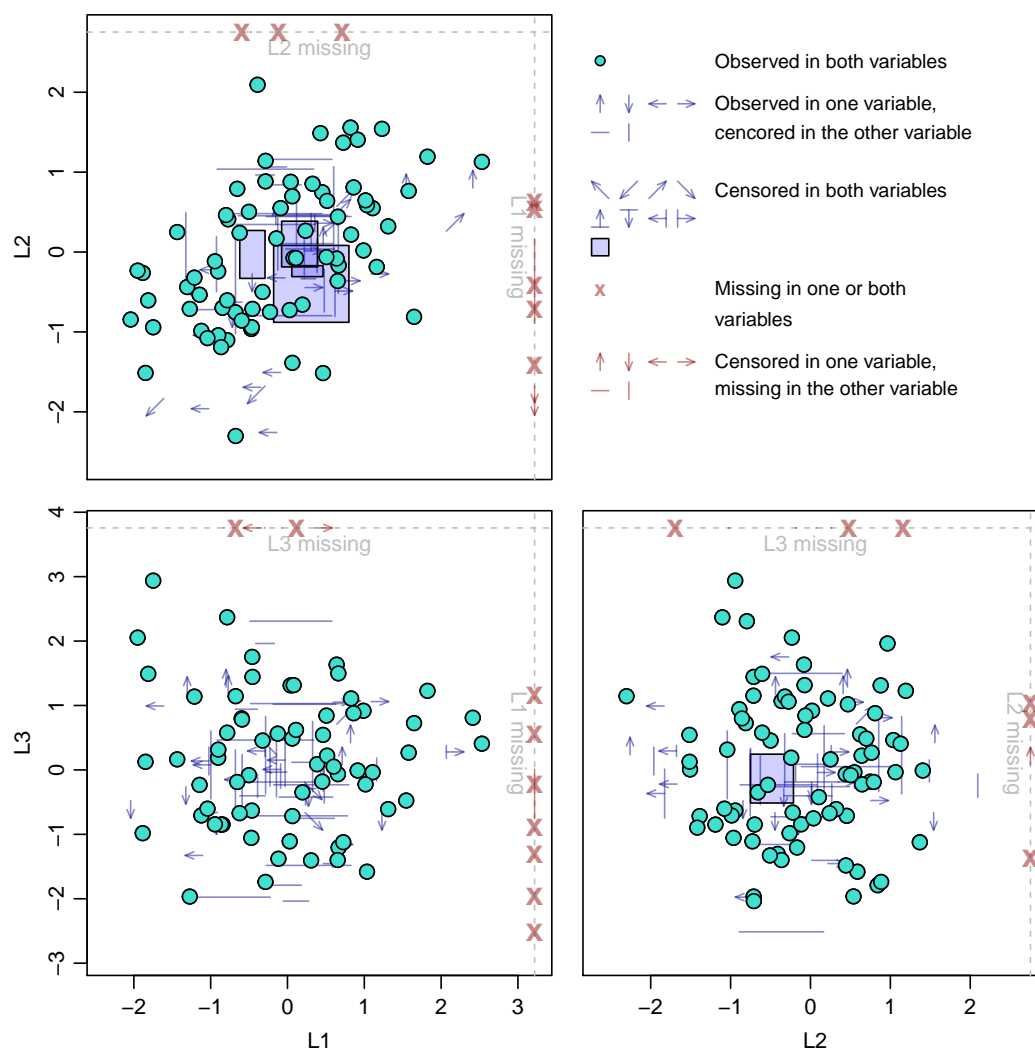 L2 missing
L1 missing
L2
2
1
0
−1
−2
Observed in both variables
Observed in one variable,
cencored in the other variable
Censored in both variables
Missing in one or both
variables
Censored in one variable,
missing in the other variable
L3 missing
L1 missing
L3
4
3
2
1
0
−1
−2
−3
−2 −1 0 1 2 3
L1
L3 missing
L2 missing
−2 −1 0 1 2
L2